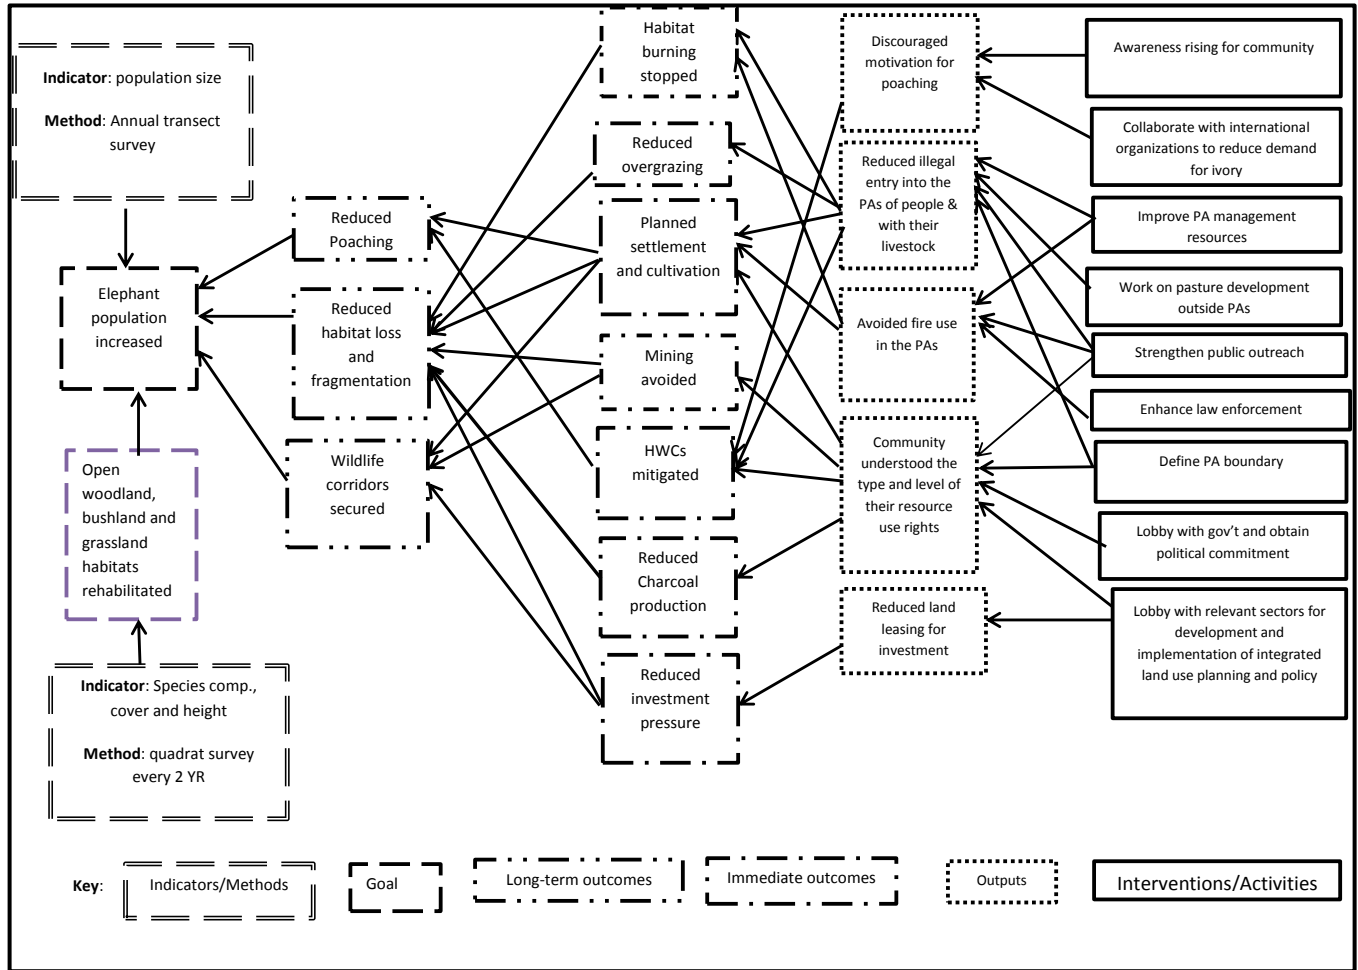 Indicator: population size
Method: Annual transect
survey
Elephant
population
increased
Open
woodland,
bushland and
grassland
habitats
rehabilitated
Indicator: Species comp.,
cover and height
Method: quadrat survey
every 2 YR
Reduced
Poaching
Reduced
habitat loss
and
fragmentation
Wildlife
corridors
secured
Habitat
burning
stopped
Reduced
overgrazing
Planned
settlement
and cultivation
Mining
avoided
HWCs
mitigated
Reduced
Charcoal
production
Reduced
investment
pressure
Discouraged
motivation for
poaching
Reduced illegal
entry into the
PAs of people &
with their
livestock
Avoided fire use
in the PAs
Community
understood the
type and level of
their resource
use rights
Reduced land
leasing for
investment
Awareness rising for community
Collaborate with international
organizations to reduce demand
for ivory
Improve PA management
resources
Work on pasture development
outside PAs
Strengthen public outreach
Enhance law enforcement
Define PA boundary
Lobby with gov't and obtain
political commitment
Lobby with relevant sectors for
development and
implementation of integrated
land use planning and policy
Key:
Indicators/Methods
Goal
Long-term outcomes
Immediate outcomes
Outputs
Interventions/Activities